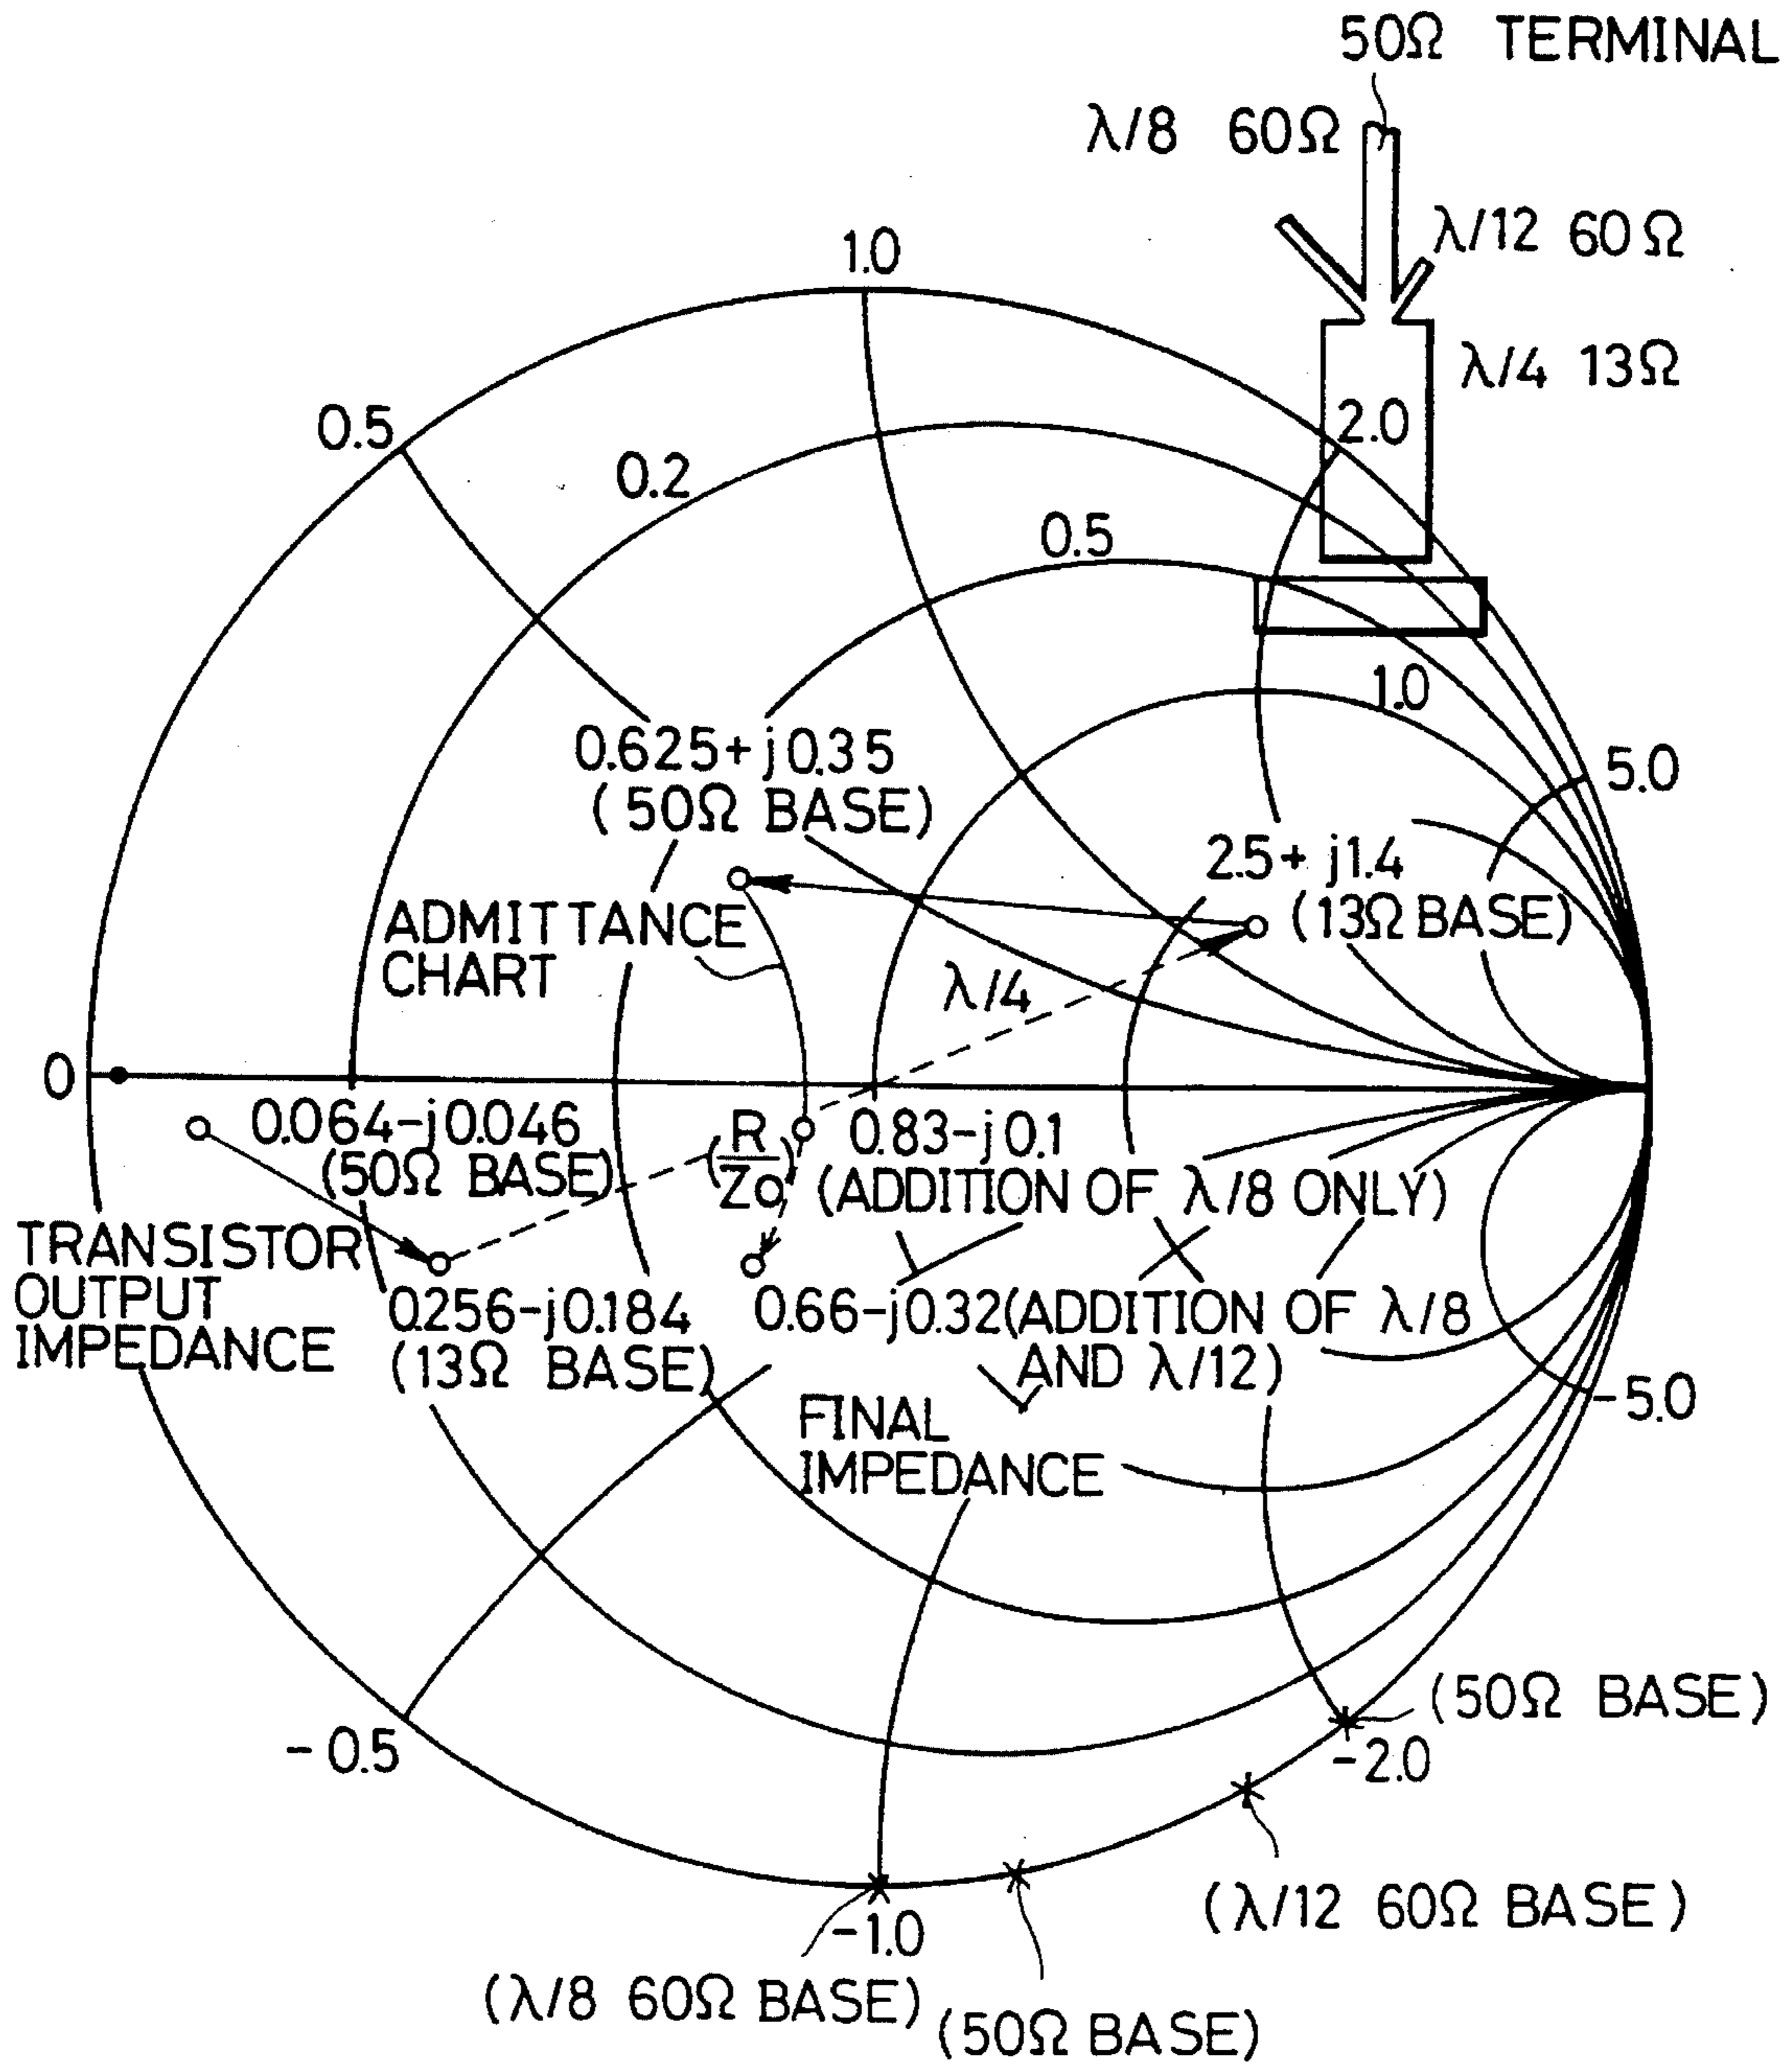 50Ω TERMINAL
λ/8 60Ω
λ/12 60Ω
1.0
λ/4 13Ω
0.5
2.0
0.2
0.5
1.0
0.625+j0.35
(50Ω BASE)
5.0
2.5+j1.4
(13Ω BASE)
ADMITTANCE
CHART
λ/4
0
0.064-j0.046
(50Ω BASE)
(R/Zo)
0.83-j0.1
(ADDITION OF λ/8 ONLY)
TRANSISTOR
OUTPUT
IMPEDANCE
0.256-j0.184
(13Ω BASE)
0.66-j0.32(ADDITION OF λ/8
AND λ/12)
-5.0
FINAL
IMPEDANCE
(50Ω BASE)
-0.5
-2.0
(λ/12 60Ω BASE)
-1.0
(λ/8 60Ω BASE)
(50Ω BASE)